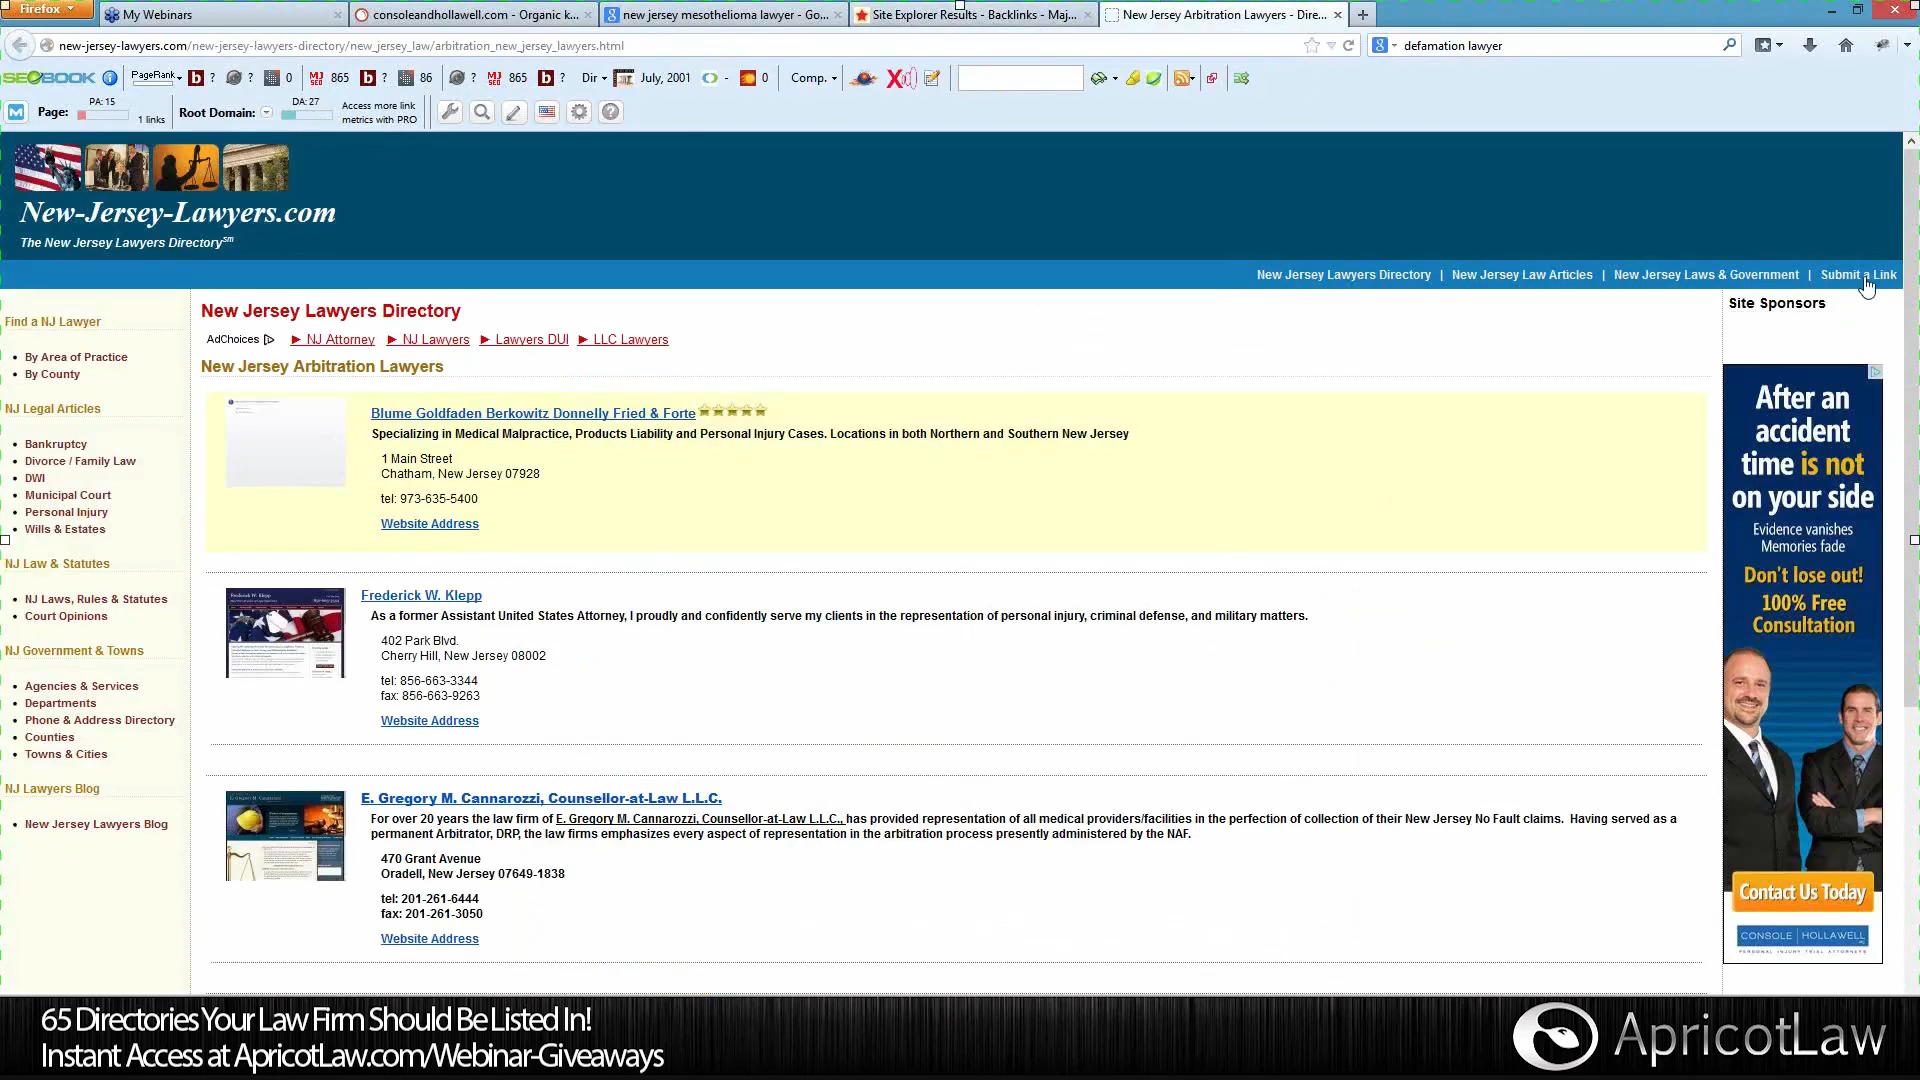 Firefox
My Webinars
consoleandhollawell.com - Organic k...
new jersey mesothelioma lawyer - Go...
Site Explorer Results - Backlinks - Maj...
New Jersey Arbitration Lawyers - Dire...
new-jersey-lawyers.com/new-jersey-lawyers-directory/new_jersey_law/arbitration_new_jersey_lawyers.html
defamation lawyer
SEOBOOK PageRank ? ? 0 MJ SEO 865 ? 86 ? MJ SEO 865 ? Dir July, 2001 - 0 Comp.
Page: PA: 15 1 links Root Domain: DA: 27 Access more link metrics with PRO
New-Jersey-Lawyers.com
The New Jersey Lawyers Directory℠
New Jersey Lawyers Directory | New Jersey Law Articles | New Jersey Laws & Government | Submit a Link
Find a NJ Lawyer
By Area of Practice
By County
NJ Legal Articles
Bankruptcy
Divorce / Family Law
DWI
Municipal Court
Personal Injury
Wills & Estates
NJ Law & Statutes
NJ Laws, Rules & Statutes
Court Opinions
NJ Government & Towns
Agencies & Services
Departments
Phone & Address Directory
Counties
Towns & Cities
NJ Lawyers Blog
New Jersey Lawyers Blog
New Jersey Lawyers Directory
AdChoices NJ Attorney NJ Lawyers Lawyers DUI LLC Lawyers
New Jersey Arbitration Lawyers
Blume Goldfaden Berkowitz Donnelly Fried & Forte
Specializing in Medical Malpractice, Products Liability and Personal Injury Cases. Locations in both Northern and Southern New Jersey
1 Main Street
Chatham, New Jersey 07928
tel: 973-635-5400
Website Address
Frederick W. Klepp
As a former Assistant United States Attorney, I proudly and confidently serve my clients in the representation of personal injury, criminal defense, and military matters.
402 Park Blvd.
Cherry Hill, New Jersey 08002
tel: 856-663-3344
fax: 856-663-9263
Website Address
E. Gregory M. Cannarozzi, Counsellor-at-Law L.L.C.
For over 20 years the law firm of E. Gregory M. Cannarozzi, Counsellor-at-Law L.L.C., has provided representation of all medical providers/facilities in the perfection of collection of their New Jersey No Fault claims. Having served as a
permanent Arbitrator, DRP, the law firms emphasizes every aspect of representation in the arbitration process presently administered by the NAF.
470 Grant Avenue
Oradell, New Jersey 07649-1838
tel: 201-261-6444
fax: 201-261-3050
Website Address
Site Sponsors
After an
accident
time is not
on your side
Evidence vanishes
Memories fade
Don't lose out!
100% Free
Consultation
Contact Us Today
CONSOLE HOLLAWELL
PERSONAL INJURY TRIAL ATTORNEYS
65 Directories Your Law Firm Should Be Listed In!
Instant Access at ApricotLaw.com/Webinar-Giveaways
ApricotLaw